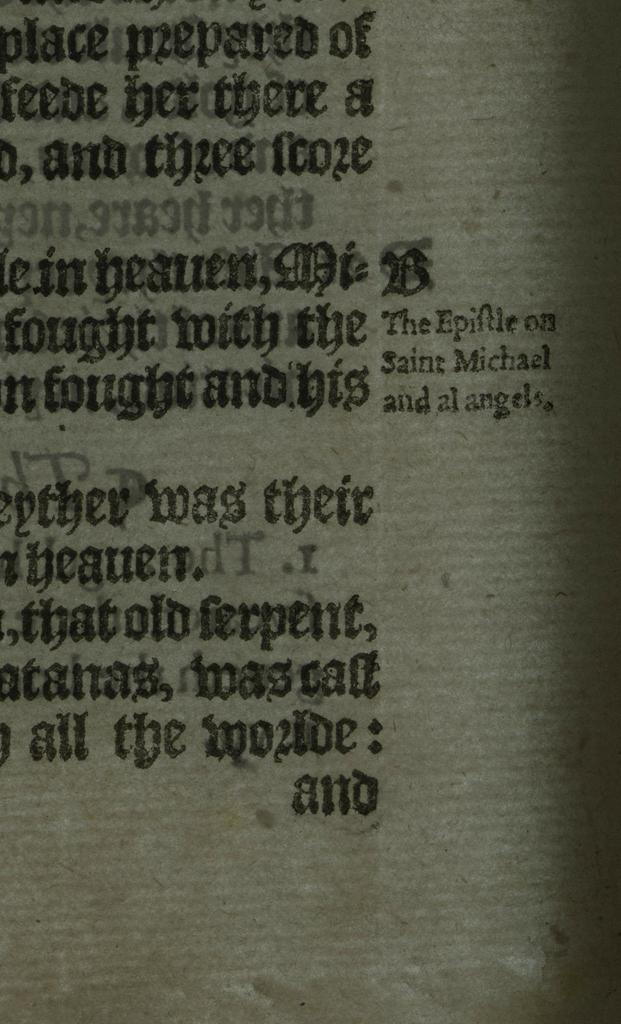 place prepared of
feede her there a
d, and three score
le in heauen, Mi-
B
fought with the
The Epistle on
Saint Michael
n fought and his
and al angels.
eyther was their
n heauen.
, that old serpent,
atanas, was cast
h all the worlde:
and